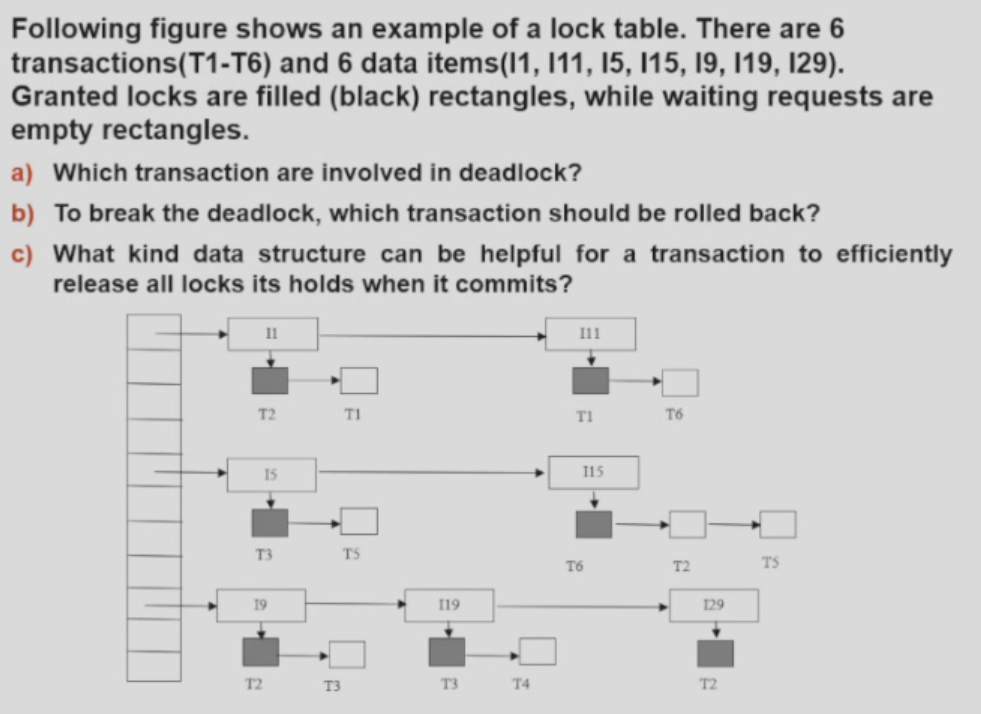 Following figure shows an example of a lock table. There are 6
transactions(T1-T6) and 6 data items(I1, I11, I5, I15, I9, I19, I29).
Granted locks are filled (black) rectangles, while waiting requests are
empty rectangles.
a) Which transaction are involved in deadlock?
b) To break the deadlock, which transaction should be rolled back?
c) What kind data structure can be helpful for a transaction to efficiently
release all locks its holds when it commits?
I1 I11
T2 T1 T1 T6
I5 I15
T3 T5 T6 T2 T5
I9 I19 I29
T2 T3 T3 T4 T2